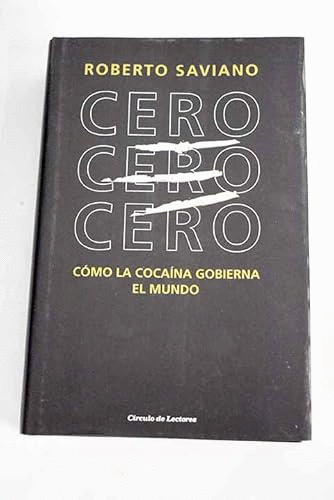 ROBERTO SAVIANO
CERO
CERO
CERO
CÓMO LA COCAÍNA GOBIERNA
EL MUNDO
Círculo de Lectores